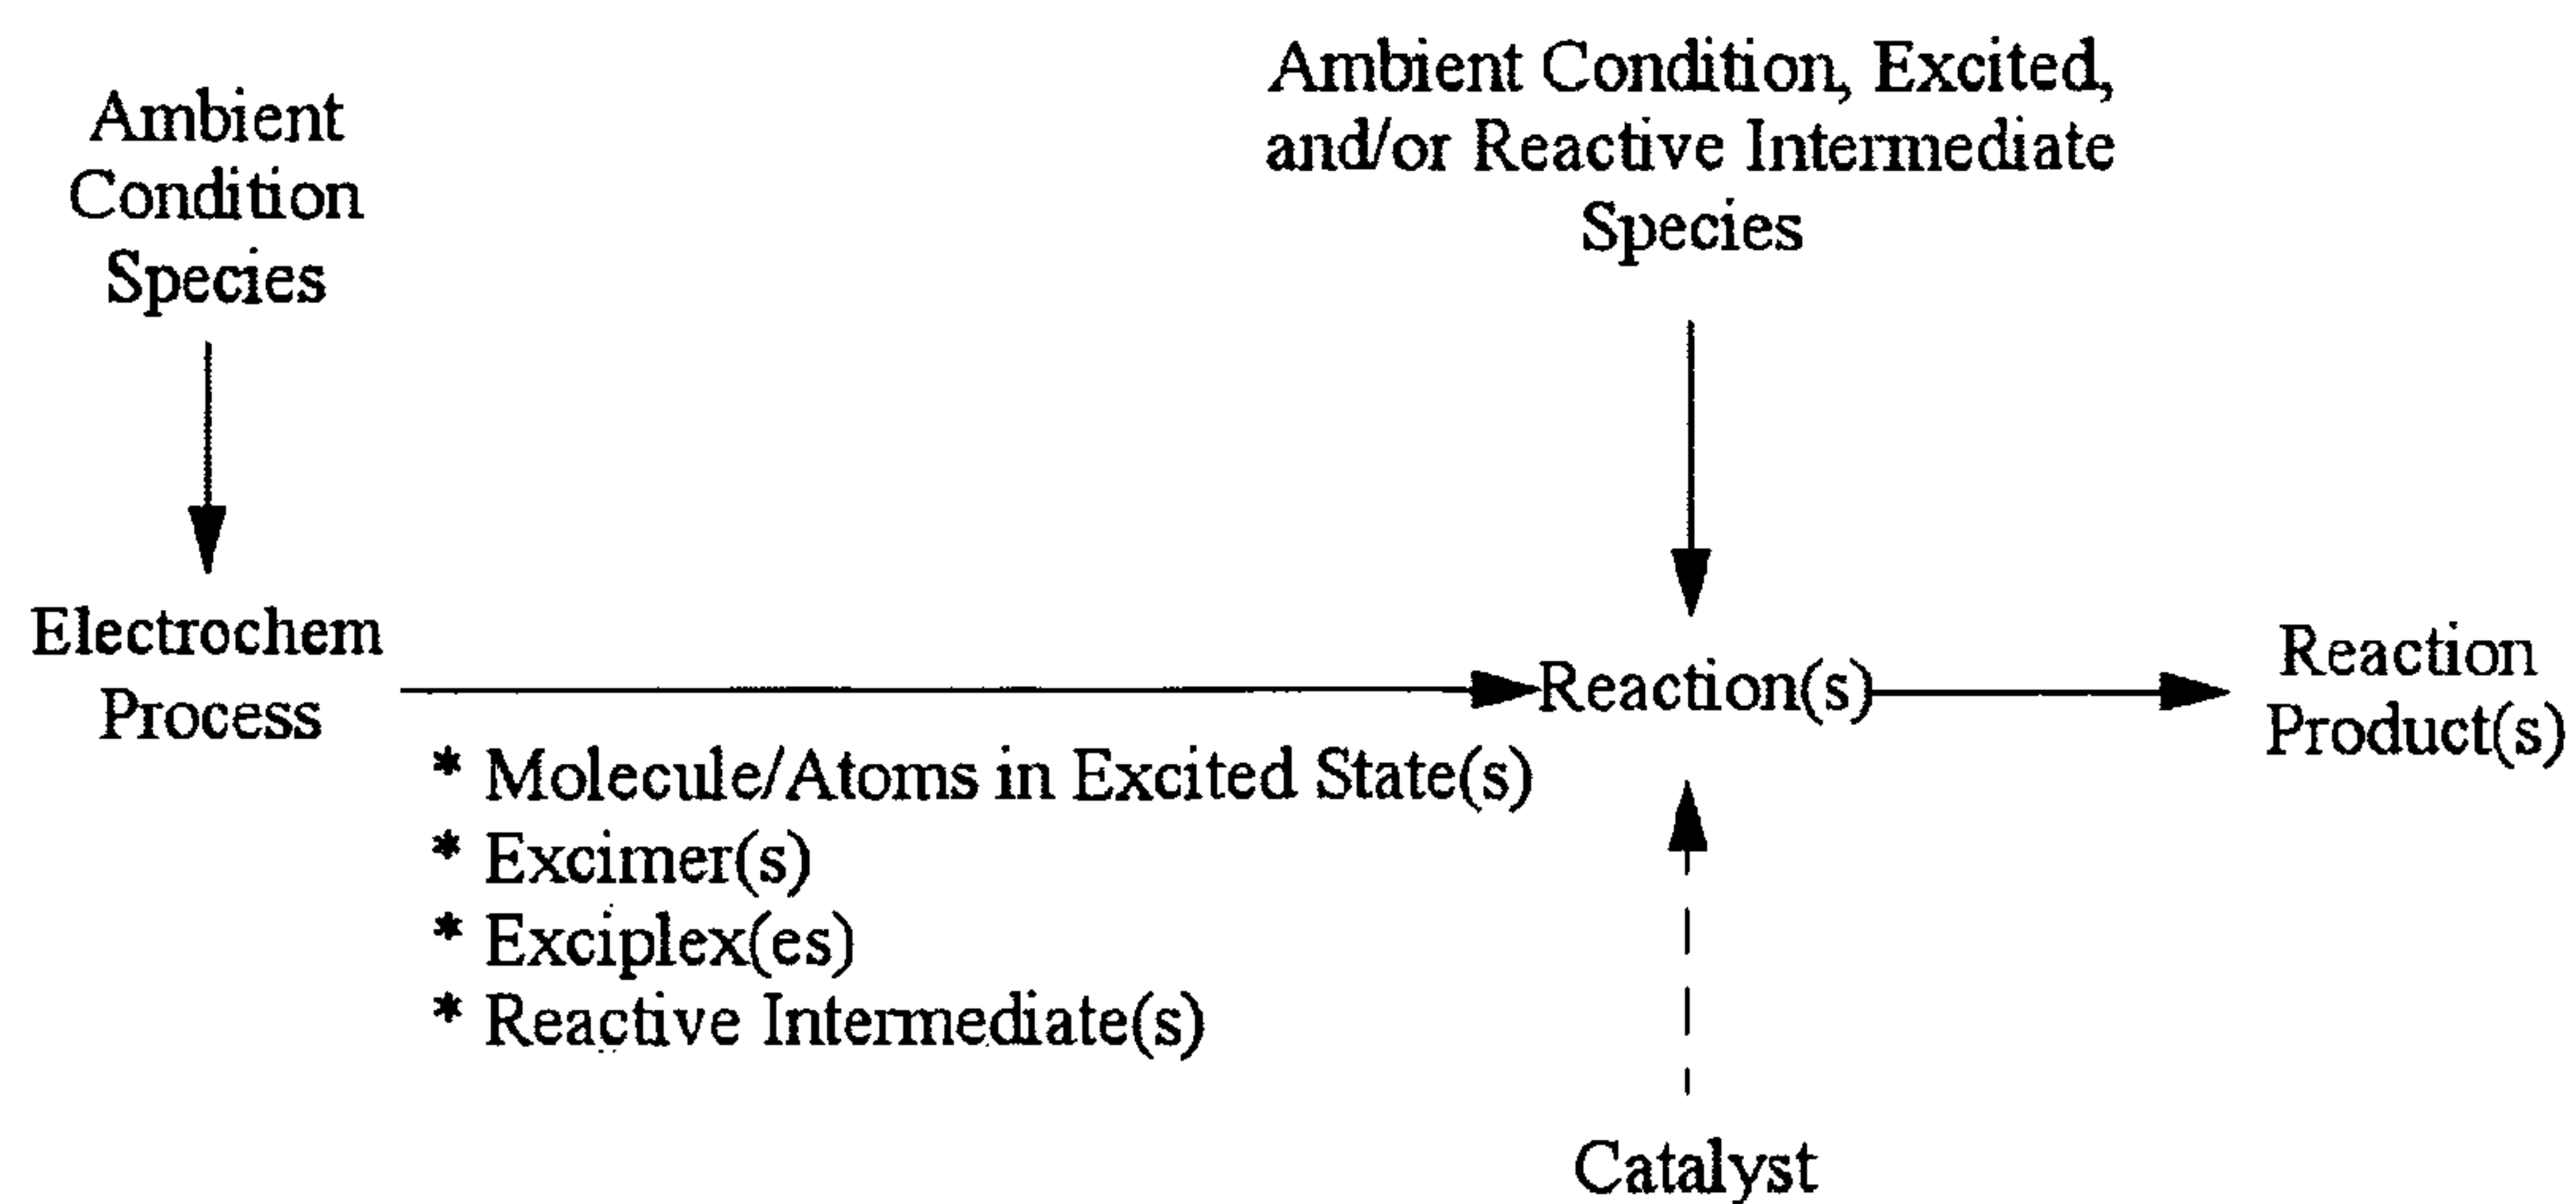 Ambient
Condition
Species
Ambient Condition, Excited,
and/or Reactive Intermediate
Species
Electrochem
Process
* Molecule/Atoms in Excited State(s)
* Excimer(s)
* Exciplex(es)
* Reactive Intermediate(s)
Reaction(s)
Reaction
Product(s)
Catalyst